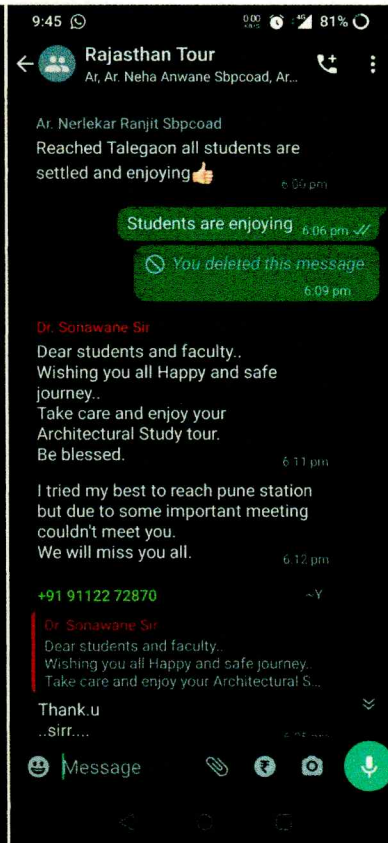 9:45
0.00
KB/S
4G
81%
Rajasthan Tour
Ar, Ar. Neha Anwane Sbpcoad, Ar...
Ar. Nerlekar Ranjit Sbpcoad
Reached Talegaon all students are
settled and enjoying👍🏻
6:00 pm
Students are enjoying 6:06 pm
You deleted this message
6:09 pm
Dr. Sonawane Sir
Dear students and faculty..
Wishing you all Happy and safe
journey..
Take care and enjoy your
Architectural Study tour.
Be blessed.
6:11 pm
I tried my best to reach pune station
but due to some important meeting
couldn't meet you.
We will miss you all.
6:12 pm
+91 91122 72870 ~Y
Dr. Sonawane Sir
Dear students and faculty..
Wishing you all Happy and safe journey..
Take care and enjoy your Architectural S...
Thank.u
..sirr....
Message